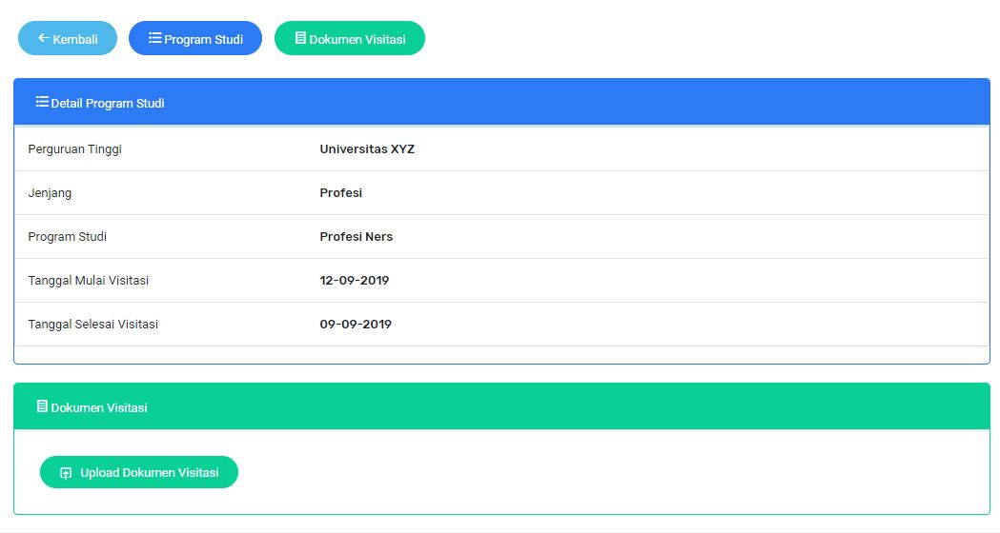 Kembali Program Studi Dokumen Visitasi
Detail Program Studi
Perguruan Tinggi Universitas XYZ
Jenjang Profesi
Program Studi Profesi Ners
Tanggal Mulai Visitasi 12-09-2019
Tanggal Selesai Visitasi 09-09-2019
Dokumen Visitasi
Upload Dokumen Visitasi